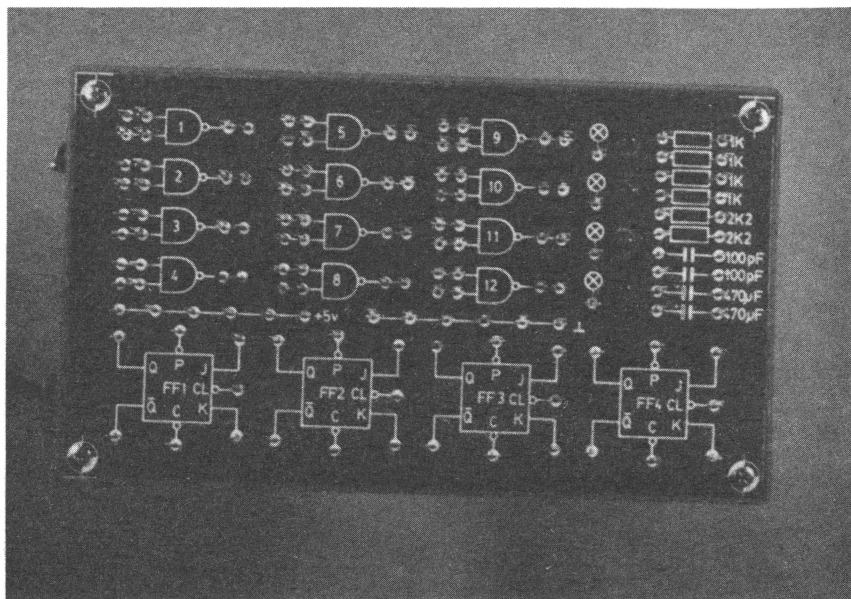 1 5 9
2 6 10
3 7 11
4 8 12
1K
1K
1K
1K
2K2
2K2
100pF
100pF
470µF
470µF
+5v
Q P J
FF1 CL
Q̅ C K
Q P J
FF2 CL
Q̅ C K
Q P J
FF3 CL
Q̅ C K
Q P J
FF4 CL
Q̅ C K